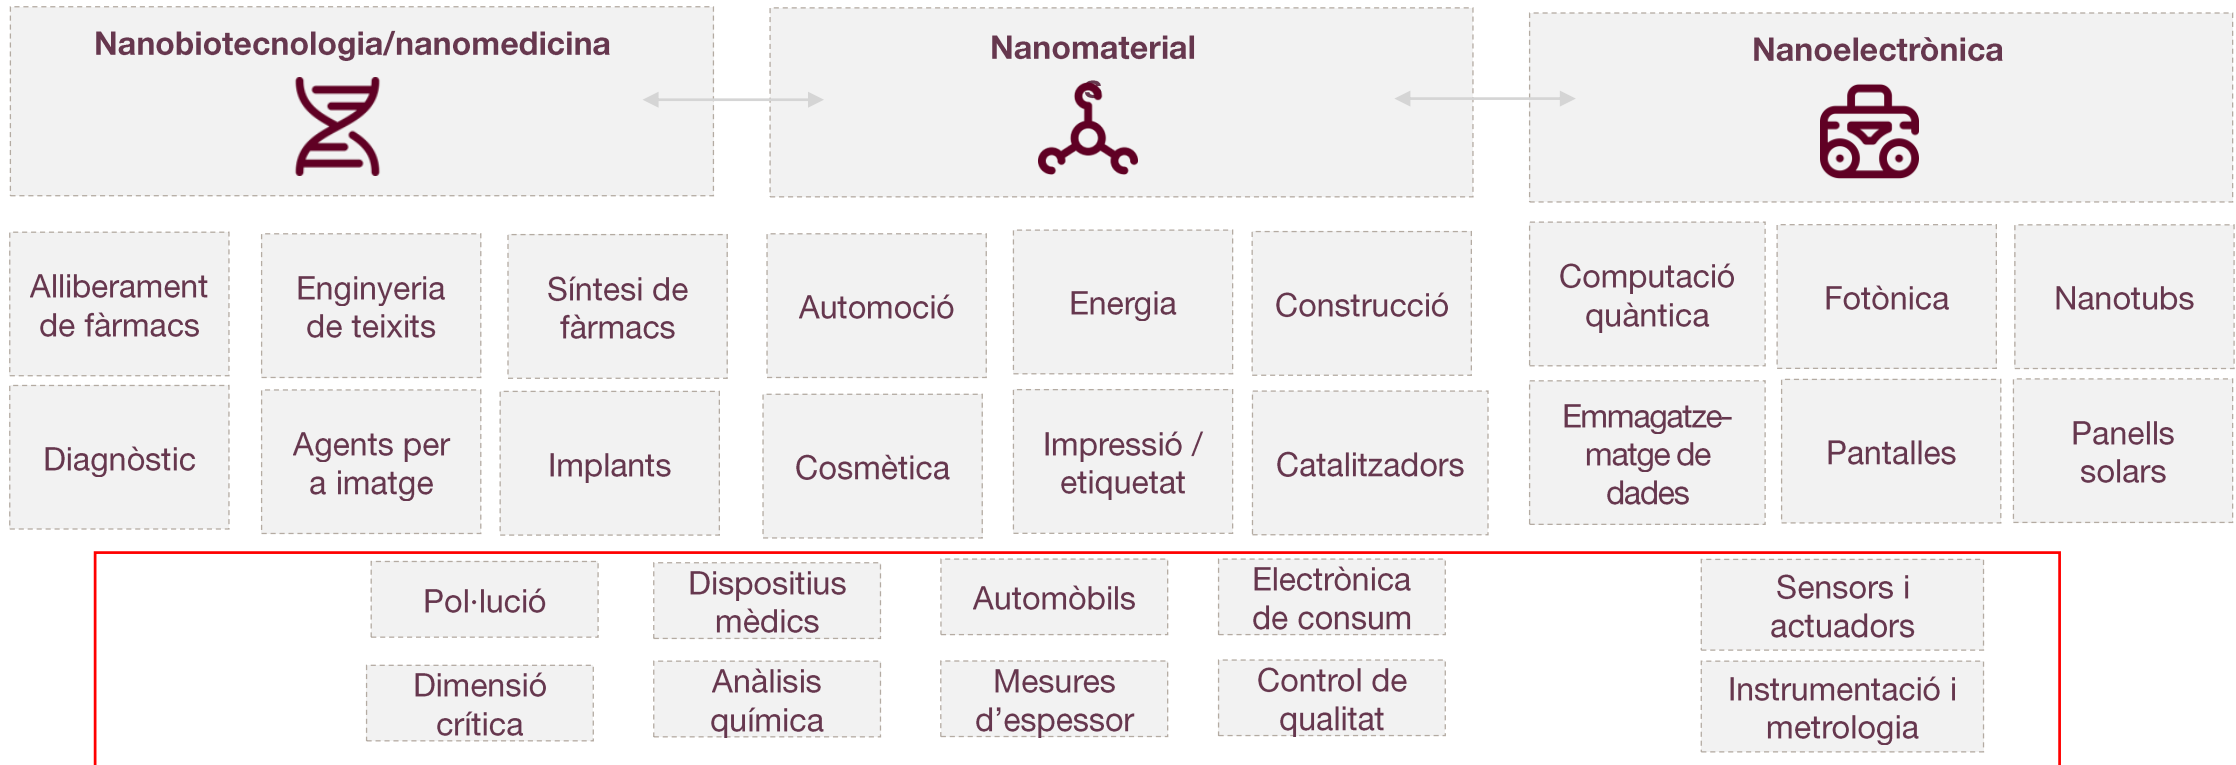 Nanobiotecnologia/nanomedicina
Nanomaterial
Nanoelectrònica
Alliberament
de fàrmacs
Enginyeria
de teixits
Síntesi de
fàrmacs
Automoció
Energia
Construcció
Computació
quàntica
Fotònica
Nanotubs
Diagnòstic
Agents per
a imatge
Implants
Cosmètica
Impressió /
etiquetat
Catalitzadors
Emmagatze-
matge de
dades
Pantalles
Panells
solars
Pol·lució
Dispositius
mèdics
Automòbils
Electrònica
de consum
Sensors i
actuadors
Dimensió
crítica
Anàlisis
química
Mesures
d’espessor
Control de
qualitat
Instrumentació i
metrologia